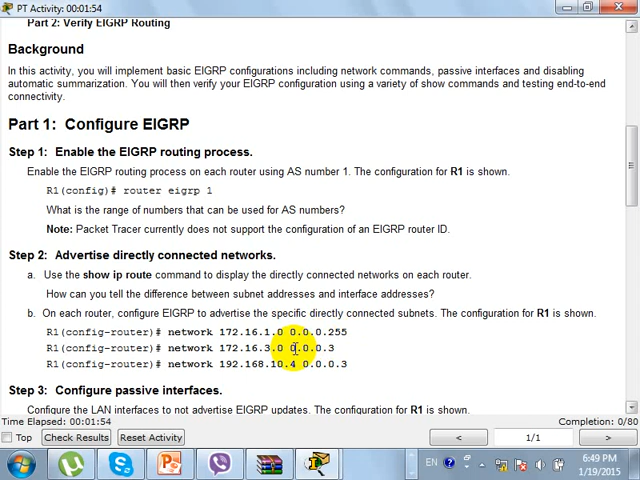 PT Activity: 00:01:54
Part 2: Verify EIGRP Routing
Background
In this activity, you will implement basic EIGRP configurations including network commands, passive interfaces and disabling
automatic summarization. You will then verify your EIGRP configuration using a variety of show commands and testing end-to-end
connectivity.
Part 1: Configure EIGRP
Step 1: Enable the EIGRP routing process.
Enable the EIGRP routing process on each router using AS number 1. The configuration for R1 is shown.
R1(config)# router eigrp 1
What is the range of numbers that can be used for AS numbers?
Note: Packet Tracer currently does not support the configuration of an EIGRP router ID.
Step 2: Advertise directly connected networks.
a. Use the show ip route command to display the directly connected networks on each router.
How can you tell the difference between subnet addresses and interface addresses?
b. On each router, configure EIGRP to advertise the specific directly connected subnets. The configuration for R1 is shown.
R1(config-router)# network 172.16.1.0 0.0.0.255
R1(config-router)# network 172.16.3.0 0.0.0.3
R1(config-router)# network 192.168.10.4 0.0.0.3
Step 3: Configure passive interfaces.
Configure the LAN interfaces to not advertise EIGRP updates. The configuration for R1 is shown.
Time Elapsed: 00:01:54 Completion: 0/80
Top Check Results Reset Activity < 1/1 >
EN 6:49 PM
1/19/2015